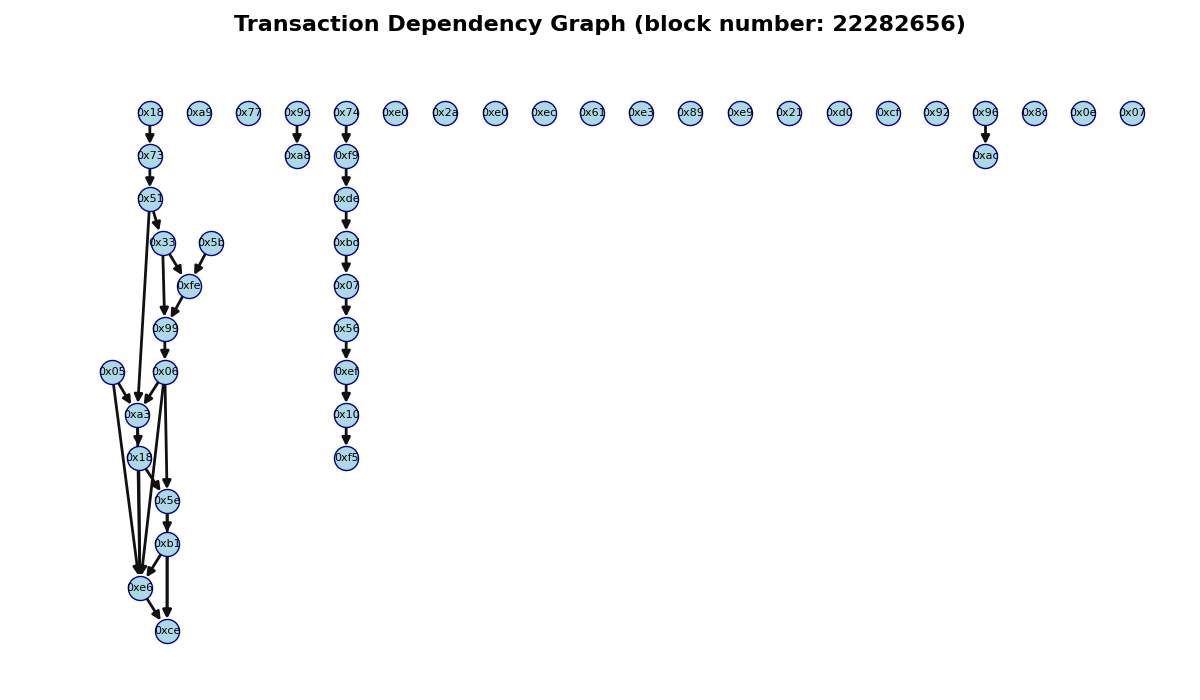 Transaction Dependency Graph (block number: 22282656)
0x18 0xa9 0x77 0x9c 0x74 0xe0 0x2a 0xe0 0xec 0x61 0xe3 0x89 0xe9 0x21 0xd0 0xcf 0x92 0x96 0x8c 0x0e 0x07
0x73 0xa8 0xf9 0xac
0x51 0xde
0x33 0x5b 0xbd
0xfe 0x07
0x99 0x56
0x05 0x06 0xef
0xa3 0x10
0x18 0xf5
0x5e
0xb1
0xe6
0xce